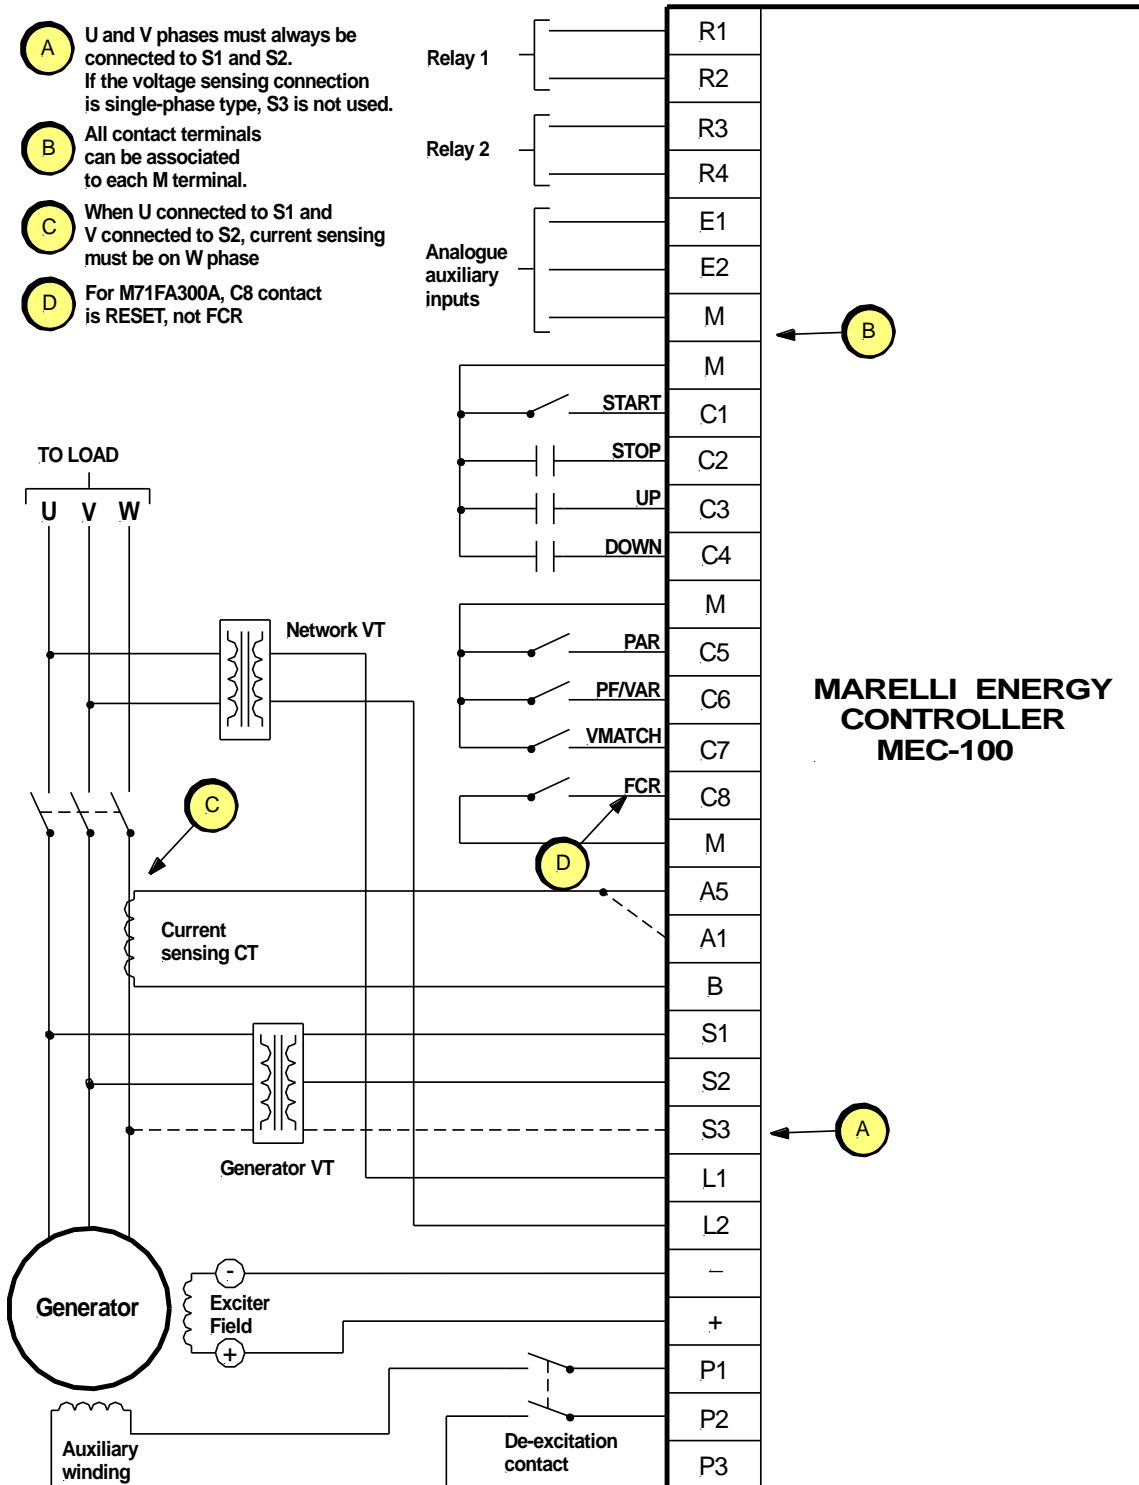 A
U and V phases must always be
connected to S1 and S2.
If the voltage sensing connection
is single-phase type, S3 is not used.
B
All contact terminals
can be associated
to each M terminal.
C
When U connected to S1 and
V connected to S2, current sensing
must be on W phase
D
For M71FA300A, C8 contact
is RESET, not FCR
Relay 1
R1
R2
Relay 2
R3
R4
Analogue
auxiliary
inputs
E1
E2
M
B
M
START
C1
STOP
C2
UP
C3
DOWN
C4
M
PAR
C5
PF/VAR
C6
VMATCH
C7
FCR
C8
M
D
TO LOAD
U V W
Network VT
C
MARELLI ENERGY
CONTROLLER
MEC-100
Current
sensing CT
A5
A1
B
S1
S2
S3
A
Generator VT
L1
L2
Generator
-
Exciter
Field
+
–
+
P1
P2
P3
De-excitation
contact
Auxiliary
winding